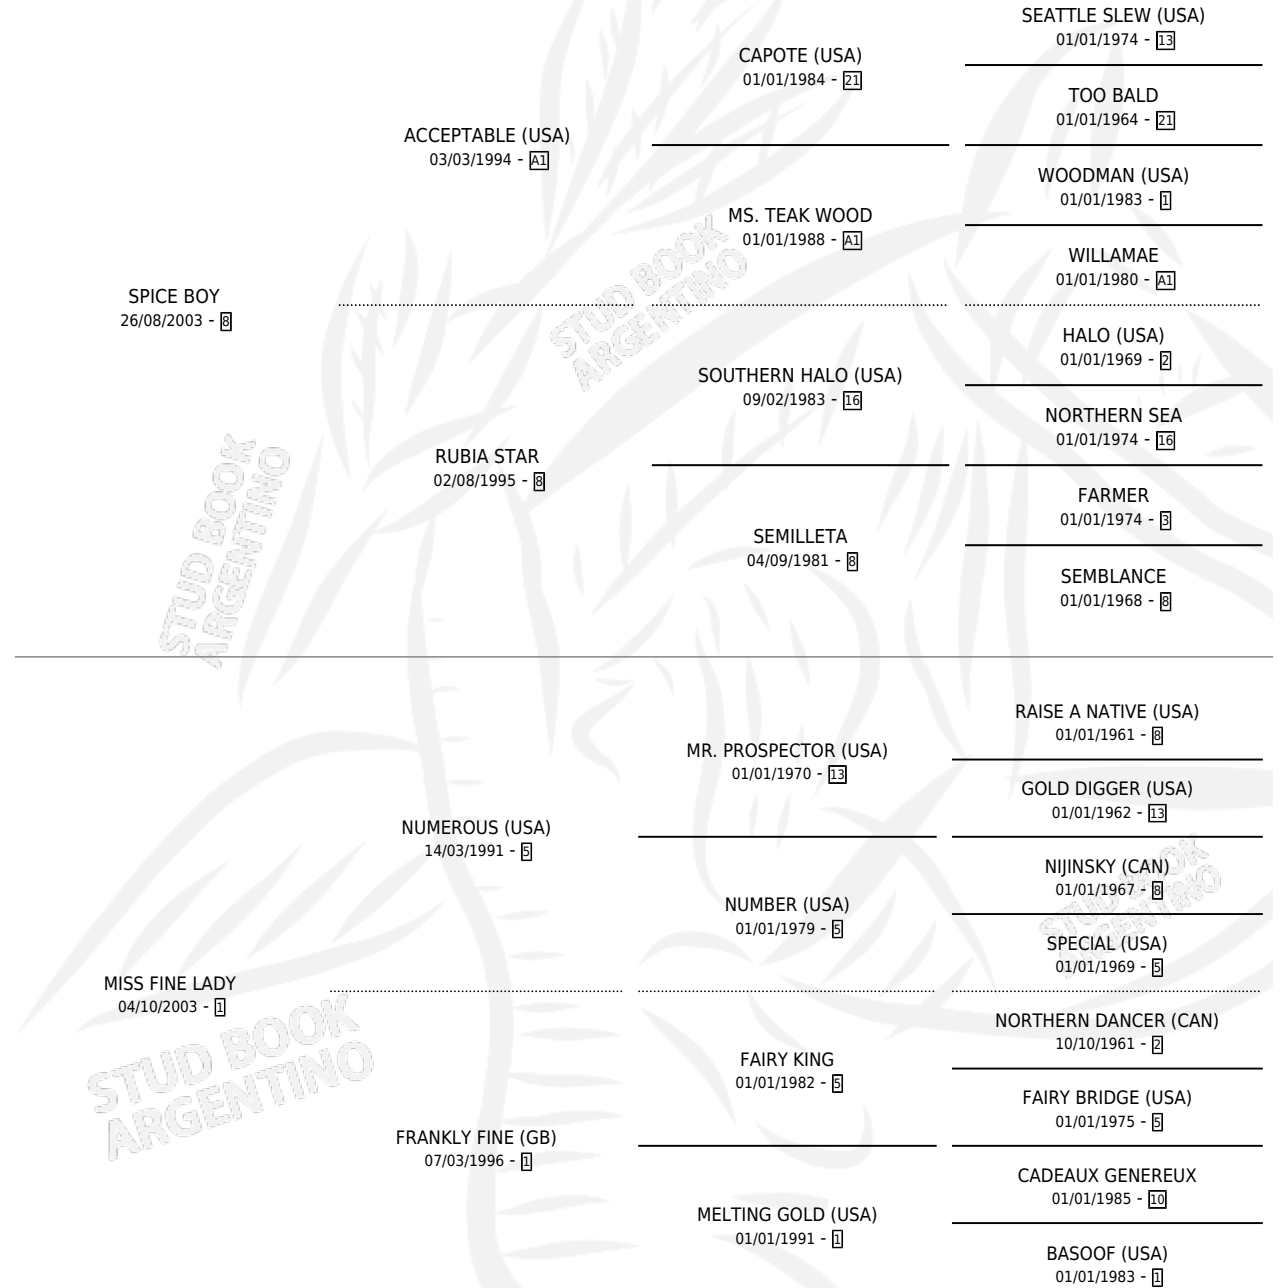 SEATTLE SLEW (USA)
01/01/1974 - 13
CAPOTE (USA)
01/01/1984 - 21
TOO BALD
01/01/1964 - 21
ACCEPTABLE (USA)
03/03/1994 - A1
WOODMAN (USA)
01/01/1983 - 1
MS. TEAK WOOD
01/01/1988 - A1
WILLAMAE
01/01/1980 - A1
SPICE BOY
26/08/2003 - 8
HALO (USA)
01/01/1969 - 2
SOUTHERN HALO (USA)
09/02/1983 - 16
NORTHERN SEA
01/01/1974 - 16
RUBIA STAR
02/08/1995 - 8
FARMER
01/01/1974 - 3
SEMILLETA
04/09/1981 - 8
SEMBLANCE
01/01/1968 - 8
RAISE A NATIVE (USA)
01/01/1961 - 8
MR. PROSPECTOR (USA)
01/01/1970 - 13
GOLD DIGGER (USA)
01/01/1962 - 13
NUMEROUS (USA)
14/03/1991 - 5
NIJINSKY (CAN)
01/01/1967 - 8
NUMBER (USA)
01/01/1979 - 5
SPECIAL (USA)
01/01/1969 - 5
MISS FINE LADY
04/10/2003 - 1
NORTHERN DANCER (CAN)
10/10/1961 - 2
FAIRY KING
01/01/1982 - 5
FAIRY BRIDGE (USA)
01/01/1975 - 5
FRANKLY FINE (GB)
07/03/1996 - 1
CADEAUX GENEREUX
01/01/1985 - 10
MELTING GOLD (USA)
01/01/1991 - 1
BASOOF (USA)
01/01/1983 - 1
STUD BOOK
ARGENTINO
STUD BOOK
ARGENTINO
STUD BOOK
ARGENTINO
STUD BOOK
ARGENTINO